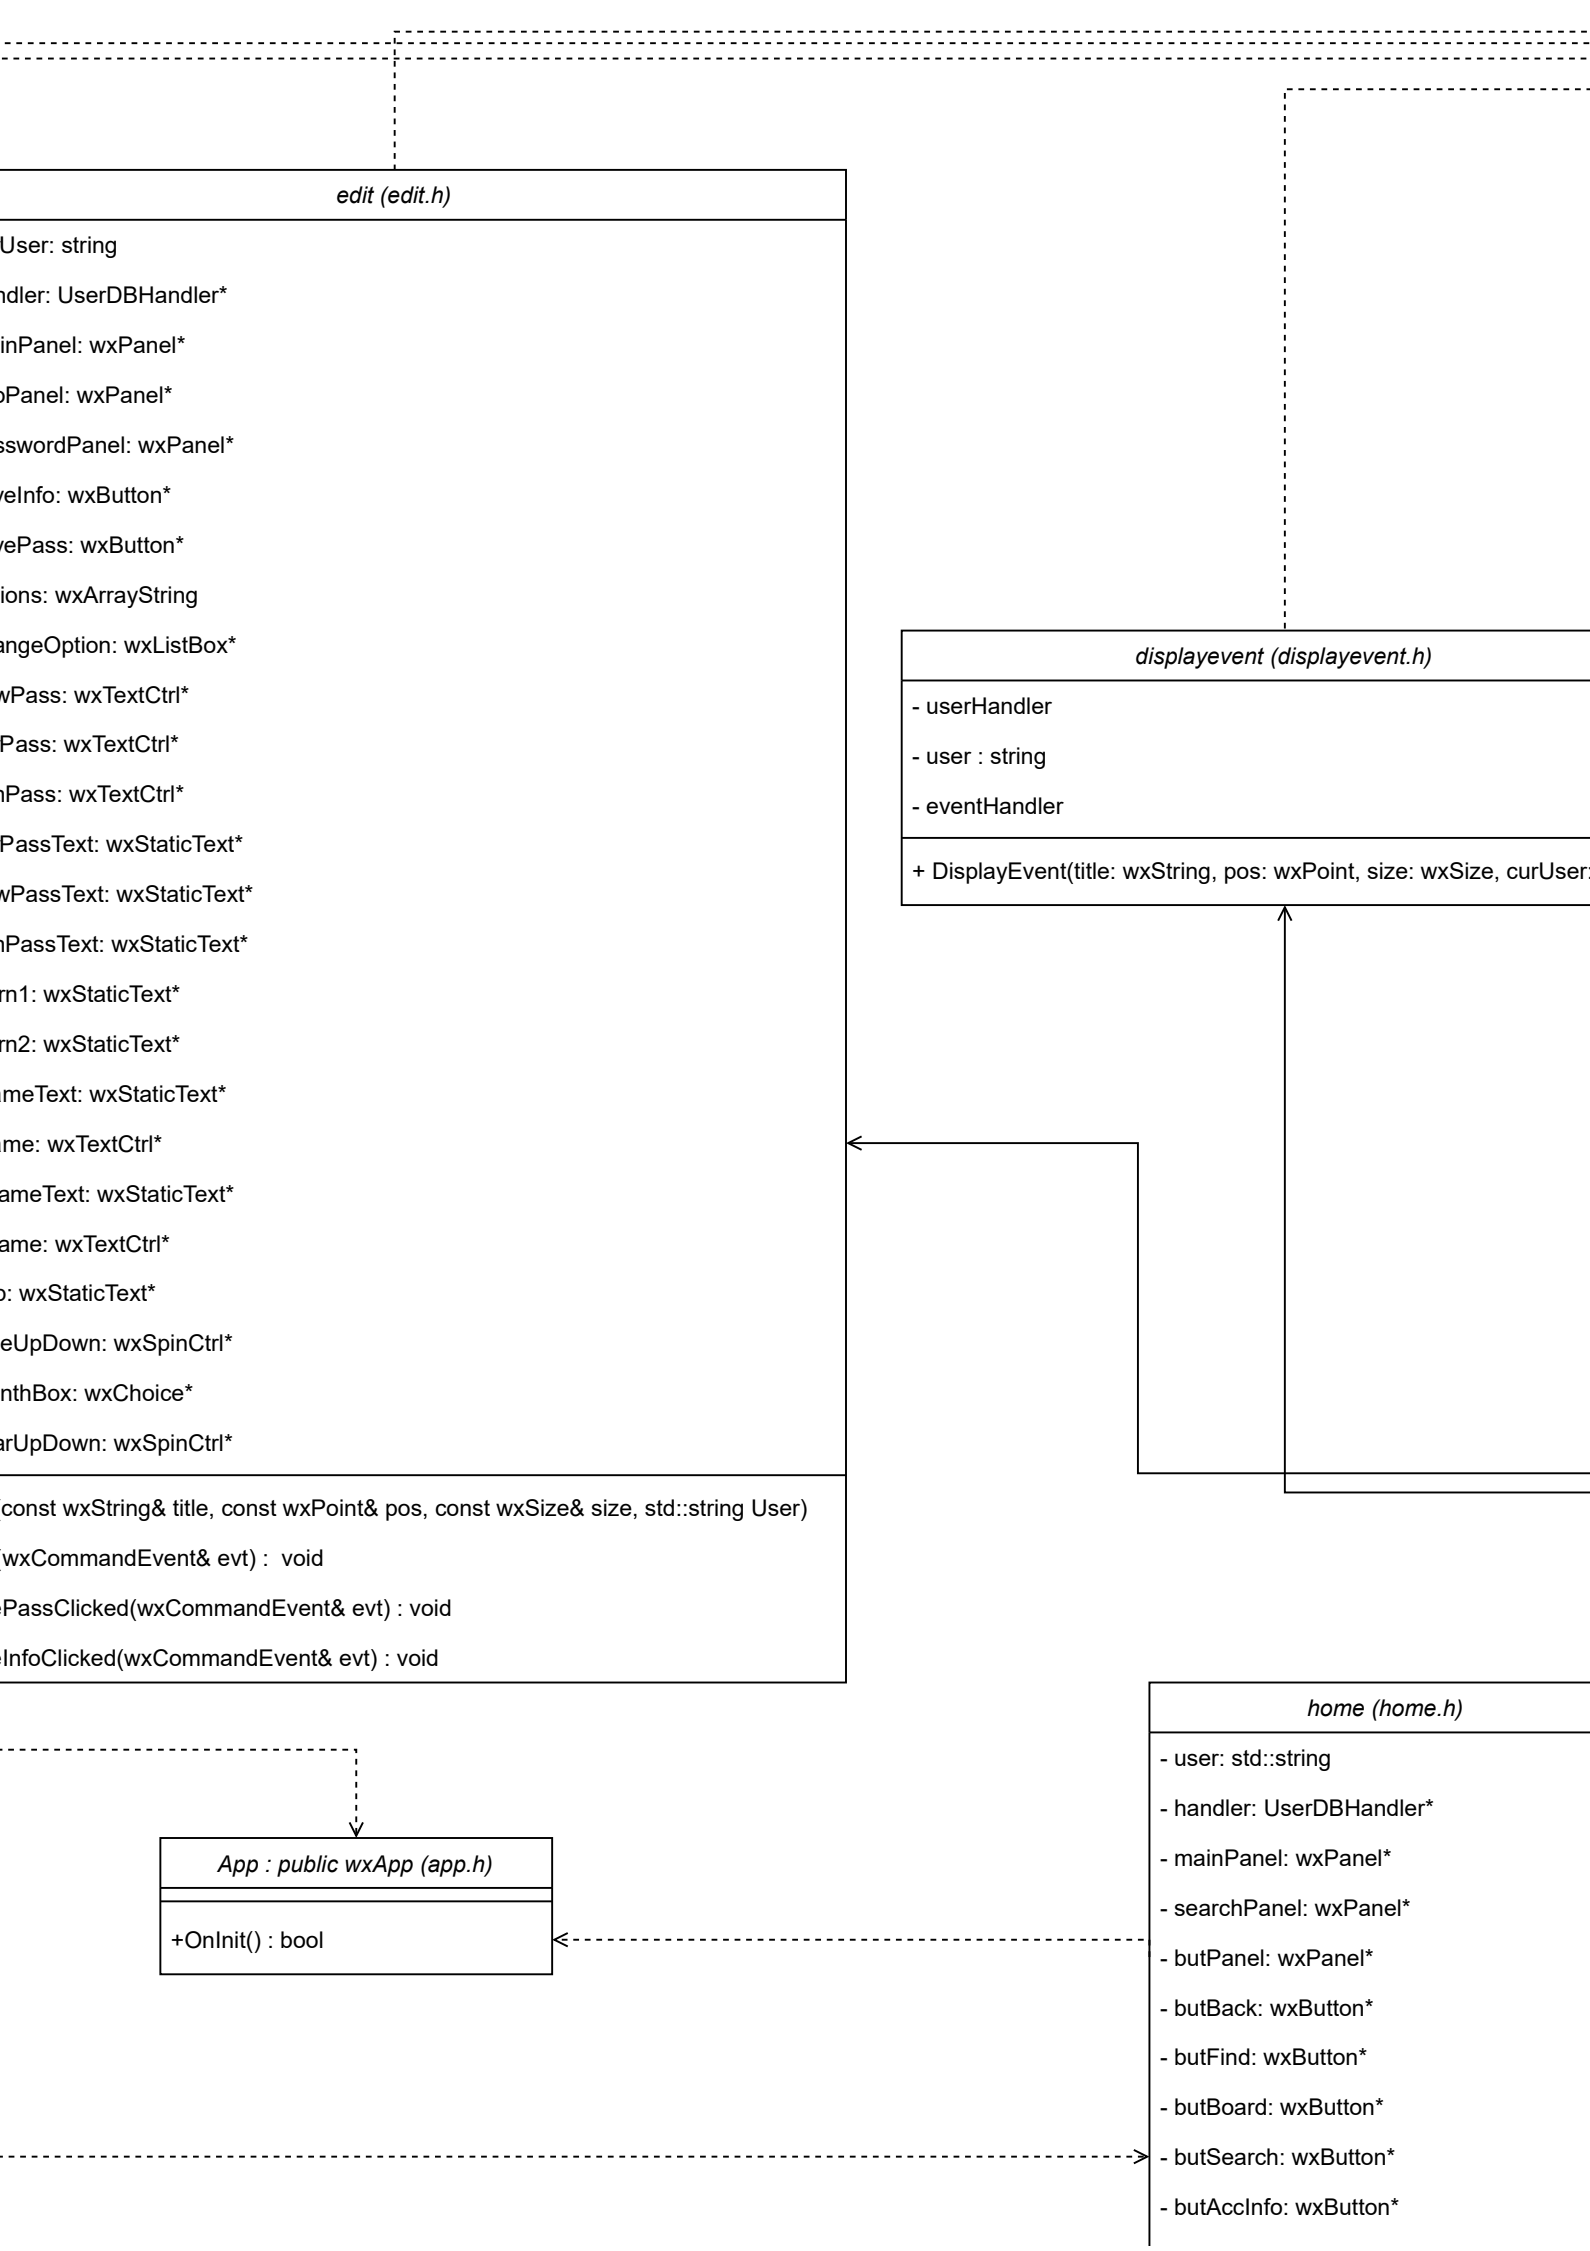 edit (edit.h)
User: string
ndler: UserDBHandler*
inPanel: wxPanel*
oPanel: wxPanel*
sswordPanel: wxPanel*
veInfo: wxButton*
vePass: wxButton*
ions: wxArrayString
angeOption: wxListBox*
wPass: wxTextCtrl*
Pass: wxTextCtrl*
nPass: wxTextCtrl*
PassText: wxStaticText*
wPassText: wxStaticText*
nPassText: wxStaticText*
rn1: wxStaticText*
rn2: wxStaticText*
ameText: wxStaticText*
ame: wxTextCtrl*
ameText: wxStaticText*
ame: wxTextCtrl*
o: wxStaticText*
eUpDown: wxSpinCtrl*
nthBox: wxChoice*
arUpDown: wxSpinCtrl*
(const wxString& title, const wxPoint& pos, const wxSize& size, std::string User)
(wxCommandEvent& evt) :  void
ePassClicked(wxCommandEvent& evt) : void
eInfoClicked(wxCommandEvent& evt) : void
displayevent (displayevent.h)
- userHandler
- user : string
- eventHandler
+ DisplayEvent(title: wxString, pos: wxPoint, size: wxSize, curUser:
App : public wxApp (app.h)
+OnInit() : bool
home (home.h)
- user: std::string
- handler: UserDBHandler*
- mainPanel: wxPanel*
- searchPanel: wxPanel*
- butPanel: wxPanel*
- butBack: wxButton*
- butFind: wxButton*
- butBoard: wxButton*
- butSearch: wxButton*
- butAccInfo: wxButton*